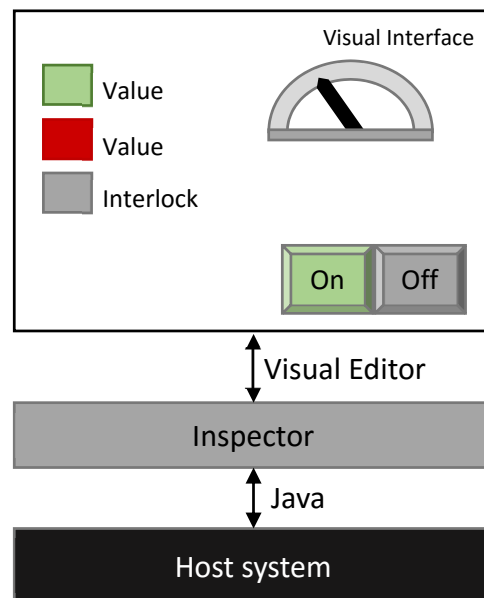 Visual Interface
Value
Value
Interlock
On Off
Visual Editor
Inspector
Java
Host system